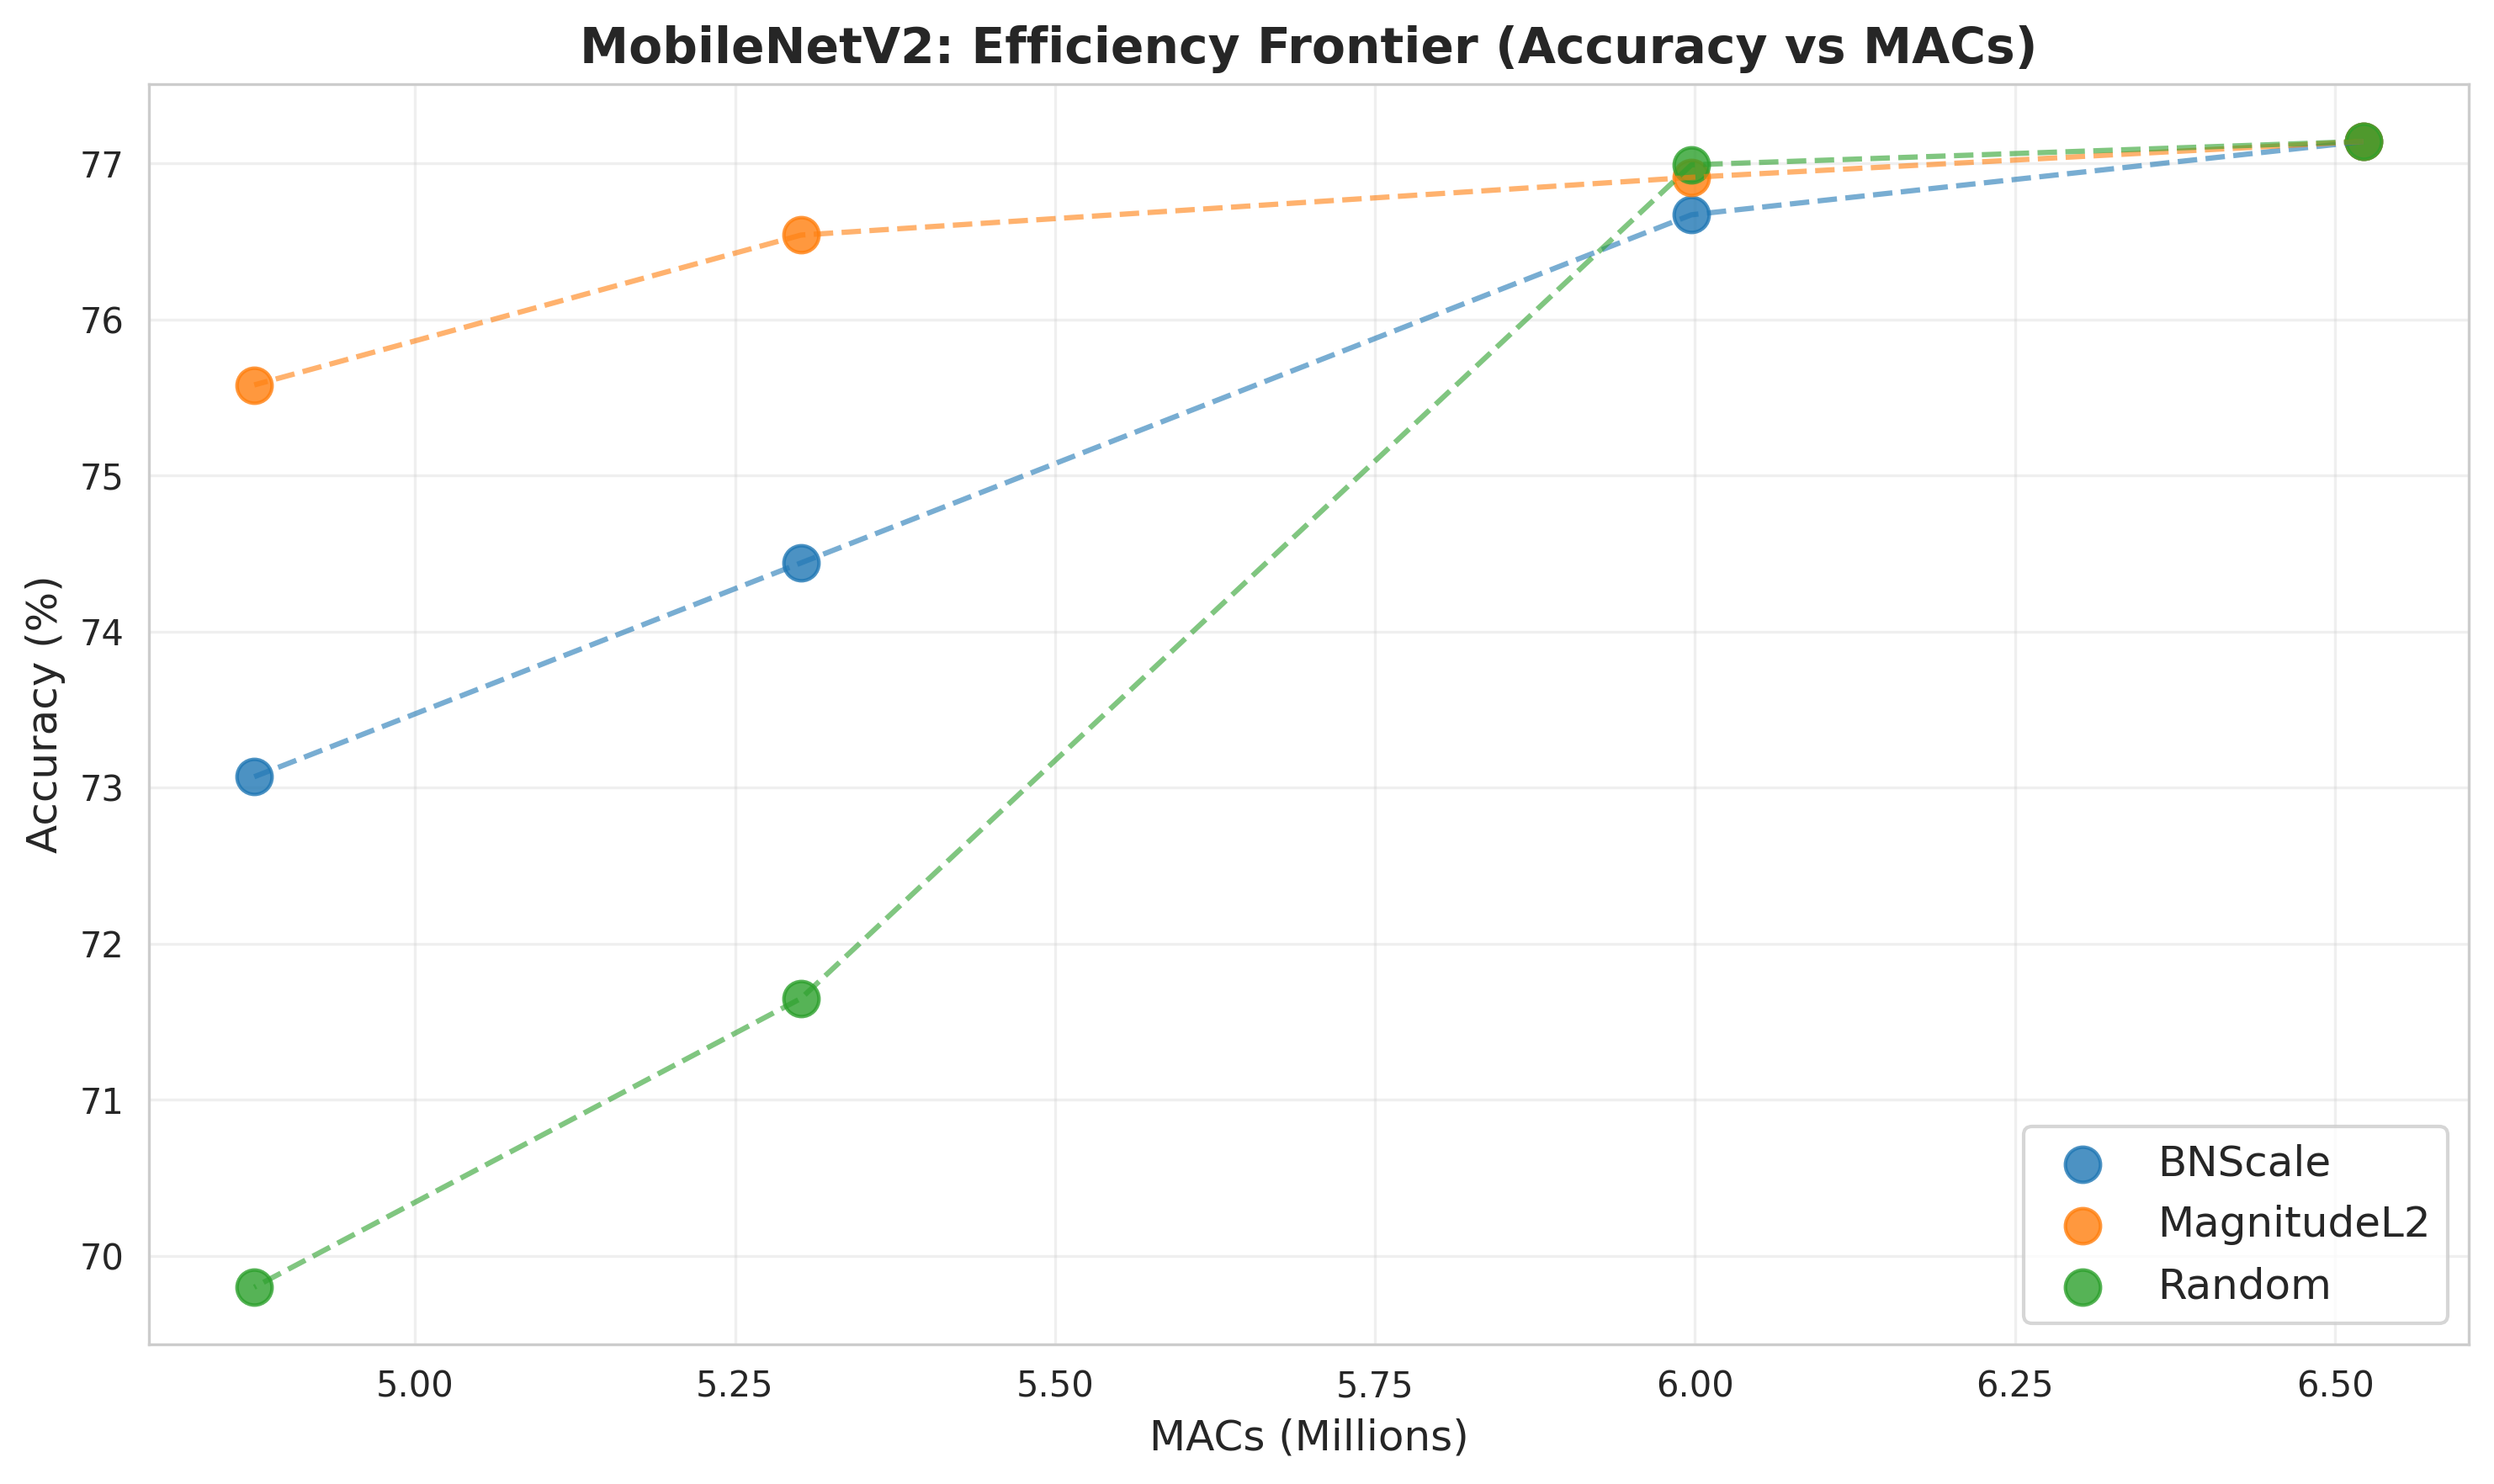 MobileNetV2: Efficiency Frontier (Accuracy vs MACs)
Accuracy (%)
77
76
75
74
73
72
71
70
BNScale
MagnitudeL2
Random
5.00 5.25 5.50 5.75 6.00 6.25 6.50
MACs (Millions)